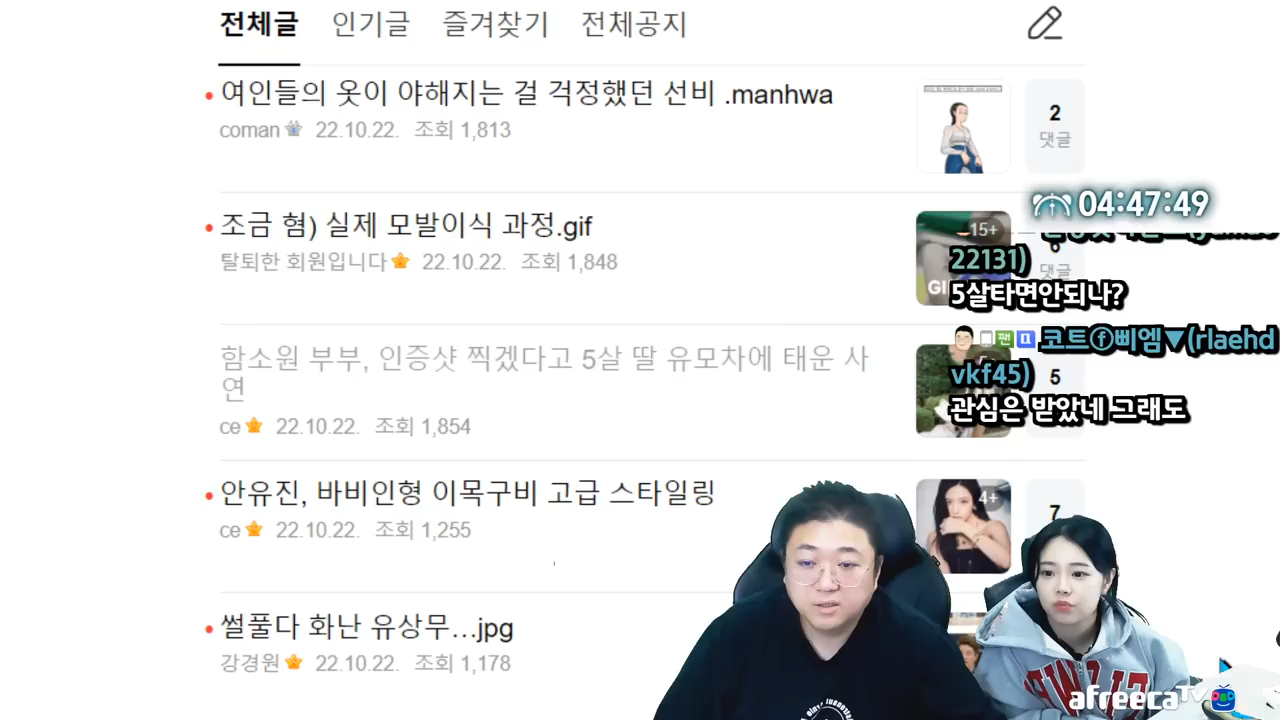 전체글 인기글 즐겨찾기 전체공지
여인들의 옷이 야해지는 걸 걱정했던 선비 .manhwa
coman 22.10.22. 조회 1,813
2
댓글
04:47:49
조금 혐) 실제 모발이식 과정.gif
탈퇴한 회원입니다 22.10.22. 조회 1,848
15+
댓글
22131)
5살타면안되나?
함소원 부부, 인증샷 찍겠다고 5살 딸 유모차에 태운 사
연
ce 22.10.22. 조회 1,854
5
팬
코트ⓕ삐엠▼(rlaehd
vkf45)
관심은 받았네 그래도
안유진, 바비인형 이목구비 고급 스타일링
ce 22.10.22. 조회 1,255
4+
7
썰풀다 화난 유상무...jpg
강경원 22.10.22. 조회 1,178
afreecaTV